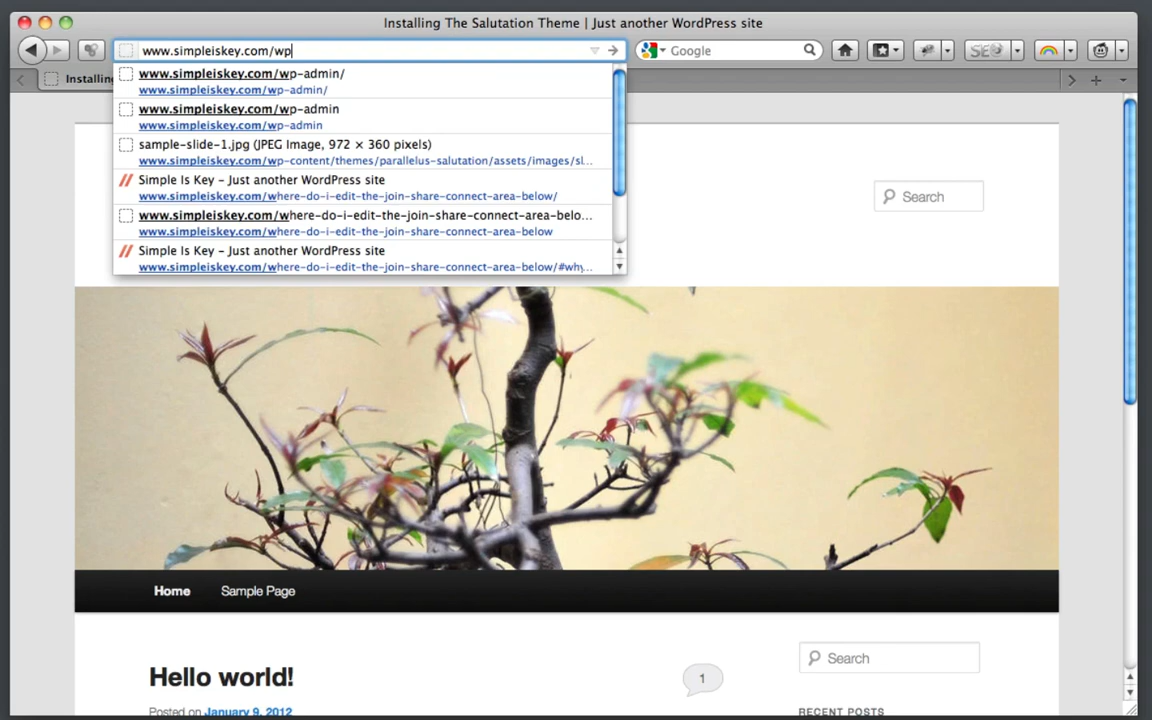 Installing The Salutation Theme | Just another WordPress site
www.simpleiskey.com/wp
Google
SEO
Installing
www.simpleiskey.com/wp-admin/
www.simpleiskey.com/wp-admin/
www.simpleiskey.com/wp-admin
www.simpleiskey.com/wp-admin
sample-slide-1.jpg (JPEG Image, 972 × 360 pixels)
www.simpleiskey.com/wp-content/themes/parallelus-salutation/assets/images/sl...
Simple Is Key – Just another WordPress site
www.simpleiskey.com/where-do-i-edit-the-join-share-connect-area-below/
www.simpleiskey.com/where-do-i-edit-the-join-share-connect-area-belo...
www.simpleiskey.com/where-do-i-edit-the-join-share-connect-area-below
Simple Is Key – Just another WordPress site
www.simpleiskey.com/where-do-i-edit-the-join-share-connect-area-below/#why...
Search
Home Sample Page
Hello world!
1
Search
Posted on January 9, 2012
RECENT POSTS